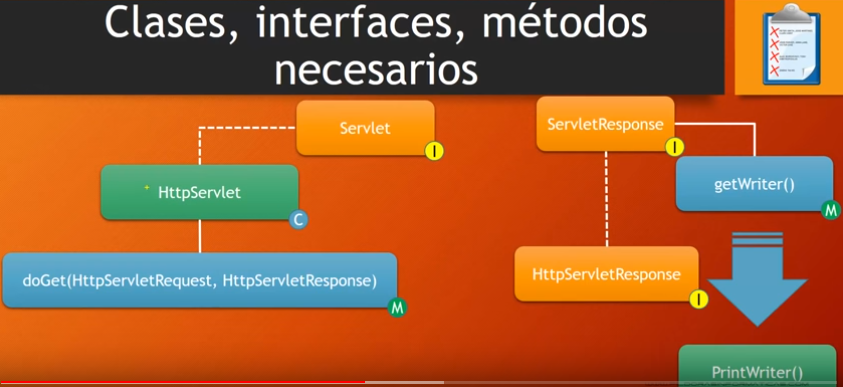 Clases, interfaces, métodos
necesarios
Servlet
I
HttpServlet
C
doGet(HttpServletRequest, HttpServletResponse)
M
ServletResponse
I
getWriter()
M
HttpServletResponse
I
PrintWriter()